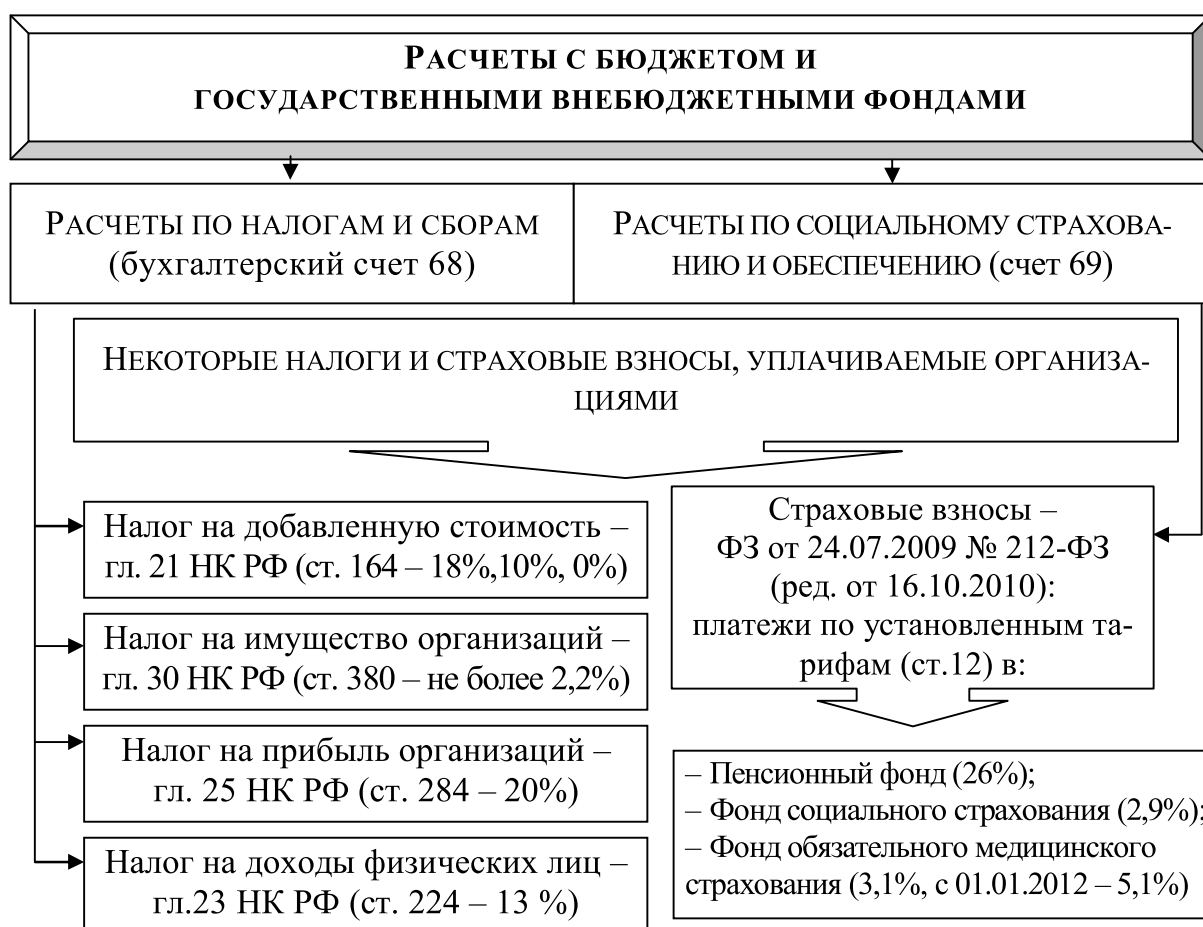 РАСЧЕТЫ С БЮДЖЕТОМ И
ГОСУДАРСТВЕННЫМИ ВНЕБЮДЖЕТНЫМИ ФОНДАМИ
РАСЧЕТЫ ПО НАЛОГАМ И СБОРАМ
(бухгалтерский счет 68)
РАСЧЕТЫ ПО СОЦИАЛЬНОМУ СТРАХОВА-
НИЮ И ОБЕСПЕЧЕНИЮ (счет 69)
НЕКОТОРЫЕ НАЛОГИ И СТРАХОВЫЕ ВЗНОСЫ, УПЛАЧИВАЕМЫЕ ОРГАНИЗА-
ЦИЯМИ
Налог на добавленную стоимость –
гл. 21 НК РФ (ст. 164 – 18%,10%, 0%)
Налог на имущество организаций –
гл. 30 НК РФ (ст. 380 – не более 2,2%)
Налог на прибыль организаций –
гл. 25 НК РФ (ст. 284 – 20%)
Налог на доходы физических лиц –
гл.23 НК РФ (ст. 224 – 13 %)
Страховые взносы –
ФЗ от 24.07.2009 № 212-ФЗ
(ред. от 16.10.2010):
платежи по установленным та-
рифам (ст.12) в:
– Пенсионный фонд (26%);
– Фонд социального страхования (2,9%);
– Фонд обязательного медицинского
страхования (3,1%, с 01.01.2012 – 5,1%)